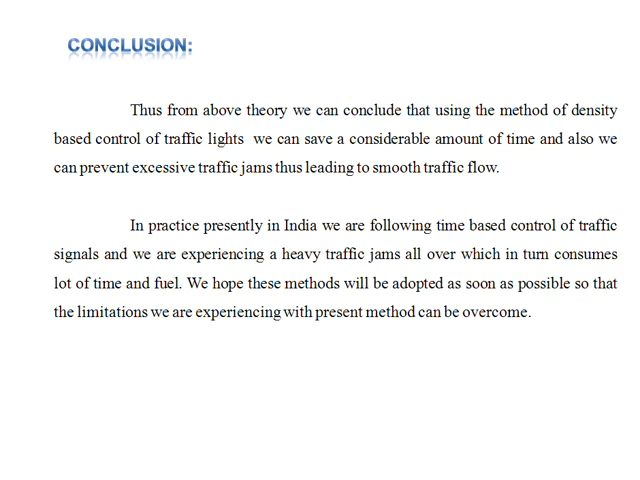 CONCLUSION:
Thus from above theory we can conclude that using the method of density
based control of traffic lights we can save a considerable amount of time and also we
can prevent excessive traffic jams thus leading to smooth traffic flow.
In practice presently in India we are following time based control of traffic
signals and we are experiencing a heavy traffic jams all over which in turn consumes
lot of time and fuel. We hope these methods will be adopted as soon as possible so that
the limitations we are experiencing with present method can be overcome.